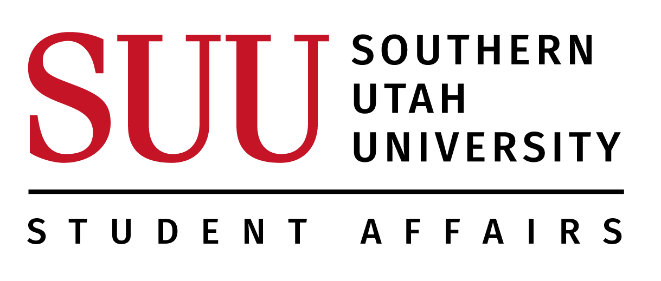 SUU
SOUTHERN
UTAH
UNIVERSITY
STUDENT AFFAIRS